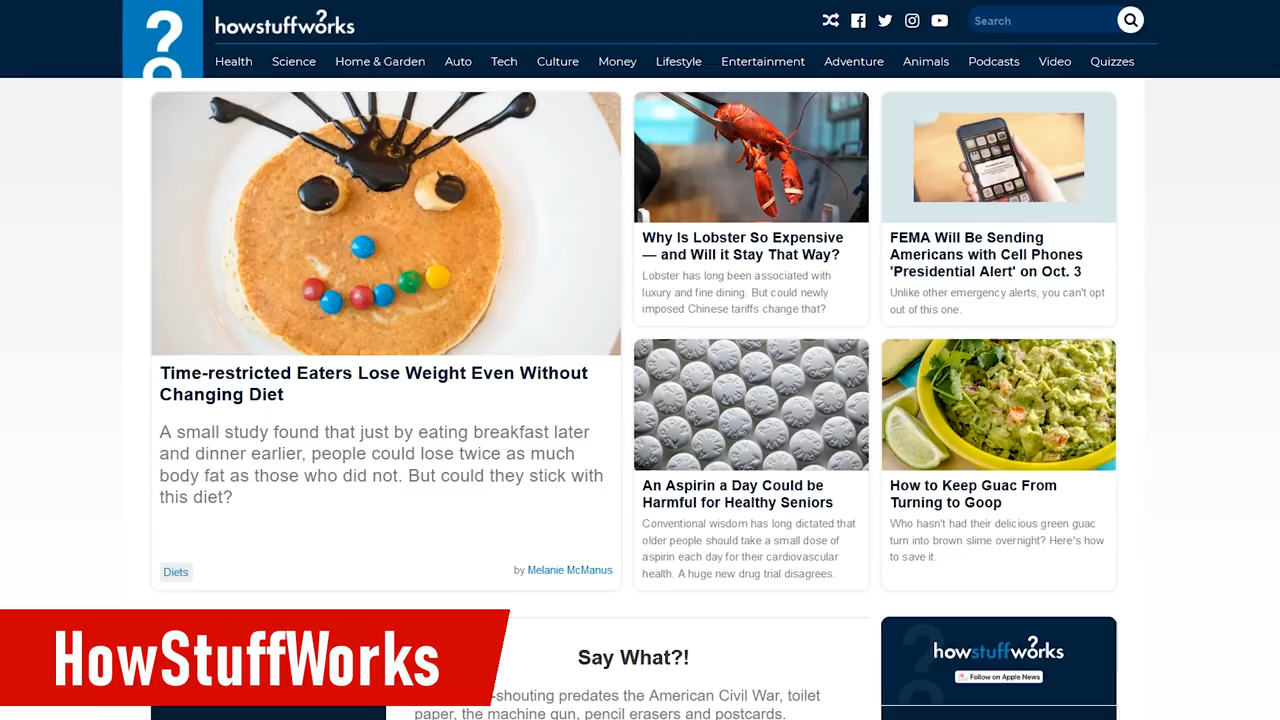 howstuffworks
Search
Health Science Home & Garden Auto Tech Culture Money Lifestyle Entertainment Adventure Animals Podcasts Video Quizzes
Time-restricted Eaters Lose Weight Even Without
Changing Diet
A small study found that just by eating breakfast later
and dinner earlier, people could lose twice as much
body fat as those who did not. But could they stick with
this diet?
Diets
by Melanie McManus
Why Is Lobster So Expensive
— and Will it Stay That Way?
Lobster has long been associated with
luxury and fine dining. But could newly
imposed Chinese tariffs change that?
FEMA Will Be Sending
Americans with Cell Phones
'Presidential Alert' on Oct. 3
Unlike other emergency alerts, you can't opt
out of this one.
An Aspirin a Day Could be
Harmful for Healthy Seniors
Conventional wisdom has long dictated that
older people should take a small dose of
aspirin each day for their cardiovascular
health. A huge new drug trial disagrees.
How to Keep Guac From
Turning to Goop
Who hasn't had their delicious green guac
turn into brown slime overnight? Here's how
to save it.
HowStuffWorks
Say What?!
-shouting predates the American Civil War, toilet
paper, the machine gun, pencil erasers and postcards.
howstuffworks
Follow on Apple News